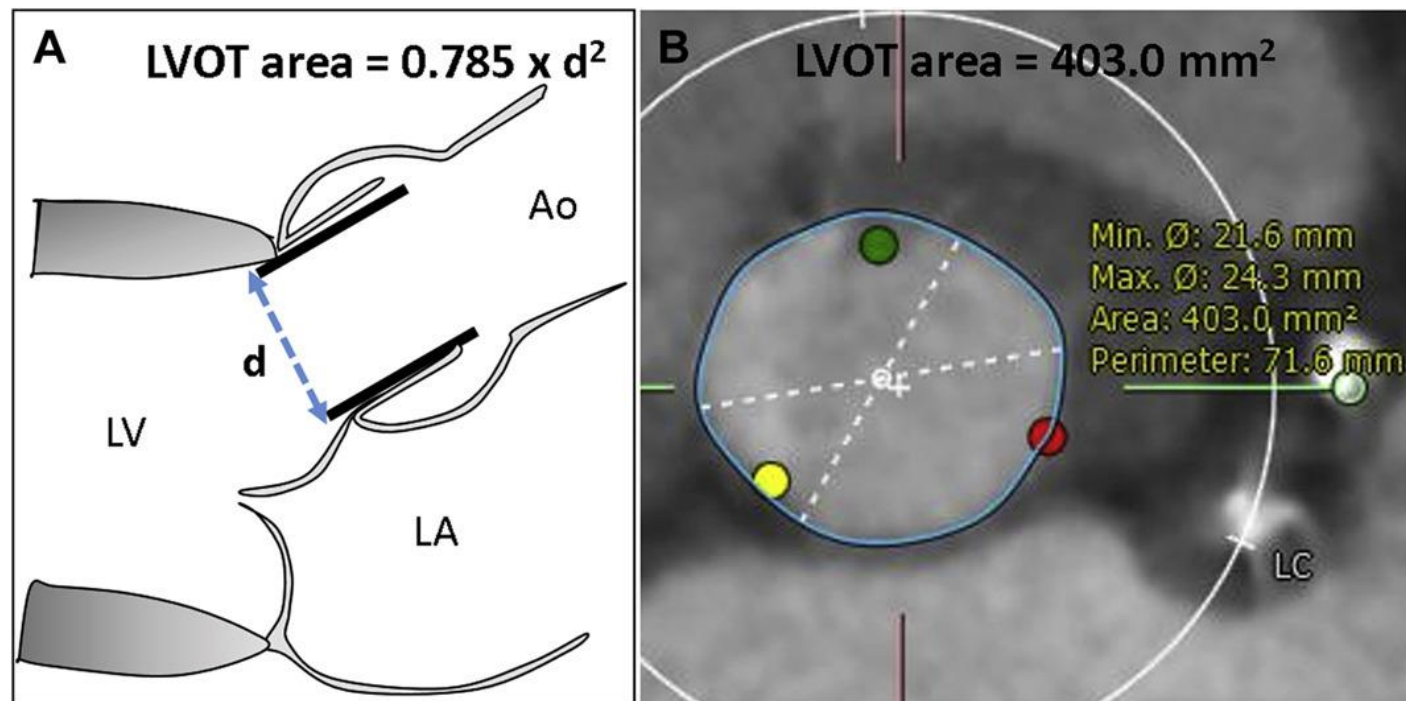 A
LVOT area = 0.785 x d²
Ao
d
LV
LA
B
LVOT area = 403.0 mm²
Min. Ø: 21.6 mm
Max. Ø: 24.3 mm
Area: 403.0 mm²
Perimeter: 71.6 mm
LC